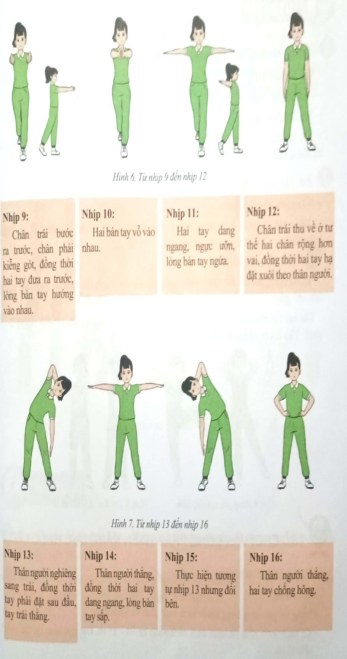 Hình 6. Từ nhịp 9 đến nhịp 12
Nhịp 9:
Chân trái bước
ra trước, chân phải
kiễng gót, đồng thời
hai tay đưa ra trước,
lòng bàn tay hướng
vào nhau.
Nhịp 10:
Hai bàn tay vỗ vào
nhau.
Nhịp 11:
Hai tay dang
ngang, ngực ưỡn,
lòng bàn tay ngửa.
Nhịp 12:
Chân trái thu về ở tư
thế hai chân rộng hơn
vai, đồng thời hai tay hạ
đặt xuôi theo thân người.
Hình 7. Từ nhịp 13 đến nhịp 16
Nhịp 13:
Thân người nghiêng
sang trái, đồng thời
tay phải đặt sau đầu,
tay trái thẳng.
Nhịp 14:
Thân người thẳng,
đồng thời hai tay
dang ngang, lòng bàn
tay sấp.
Nhịp 15:
Thực hiện tương
tự nhịp 13 nhưng đổi
bên.
Nhịp 16:
Thân người thẳng,
hai tay chống hông.